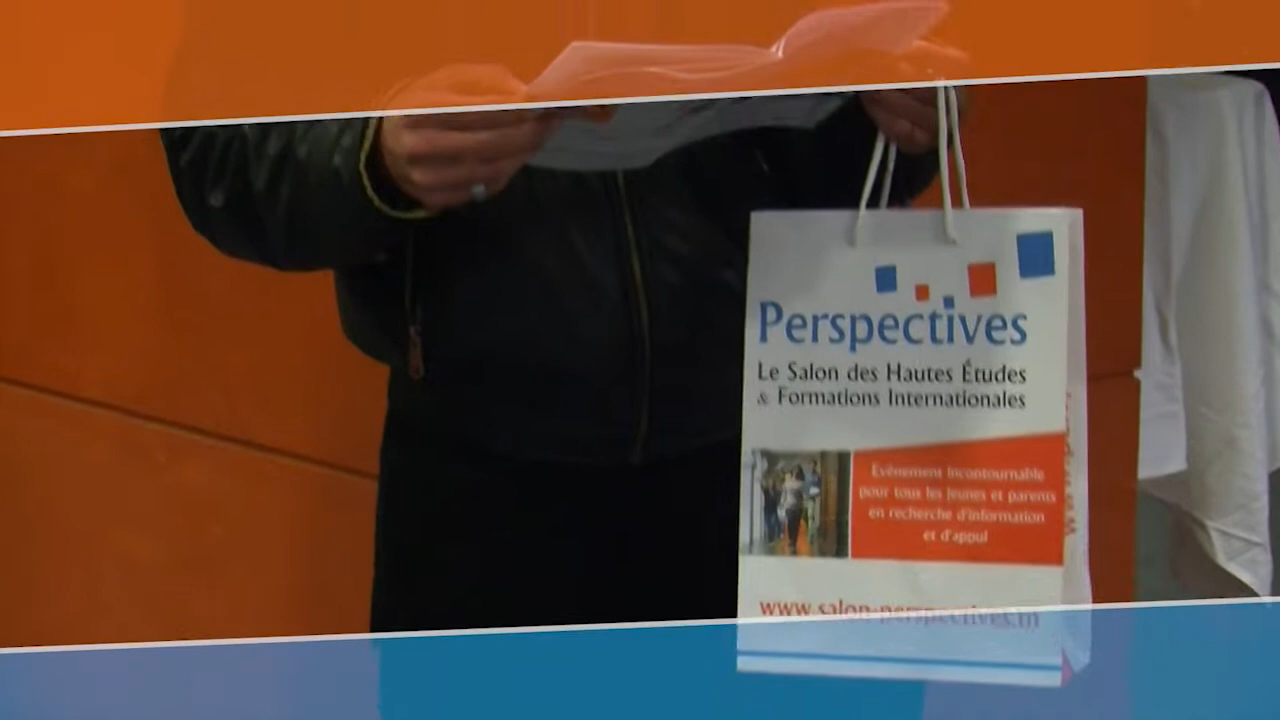 Perspectives
Le Salon des Hautes Études
& Formations Internationales
Évènement incontournable
pour tous les jeunes et parents
en recherche d'information
et d'appui
www.salon-perspectives.tn